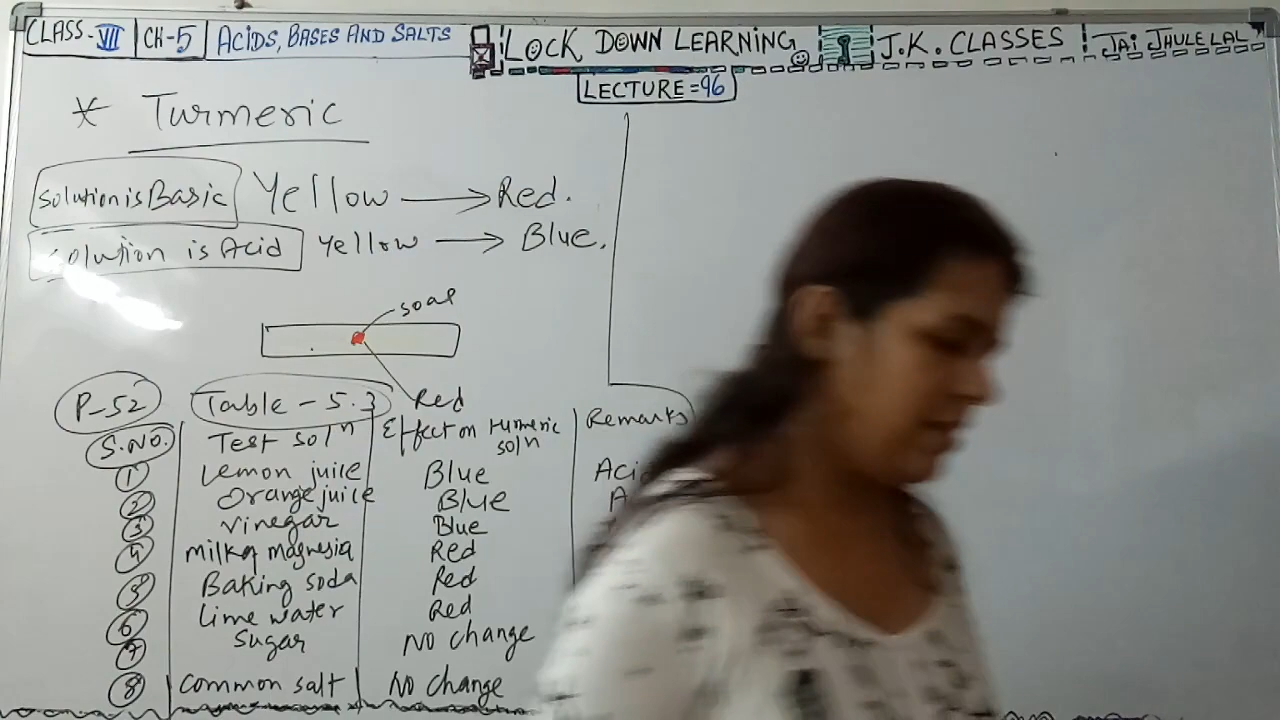 CLASS-VII CH-5 ACIDS, BASES AND SALTS LOCK DOWN LEARNING J.K. CLASSES JAI JHULELAL
LECTURE=96
* Turmeric
Solution is Basic Yellow → Red.
Solution is Acid Yellow → Blue.
soap
Red
P-52 Table - 5.3
S.NO. Test solⁿ Effect on turmeric solⁿ Remarks
1 Lemon juice Blue
2 Orange juice Blue
3 vinegar Blue
4 milk of magnesia Red
5 Baking soda Red
6 Lime water Red
7 Sugar No change
8 Common salt No change